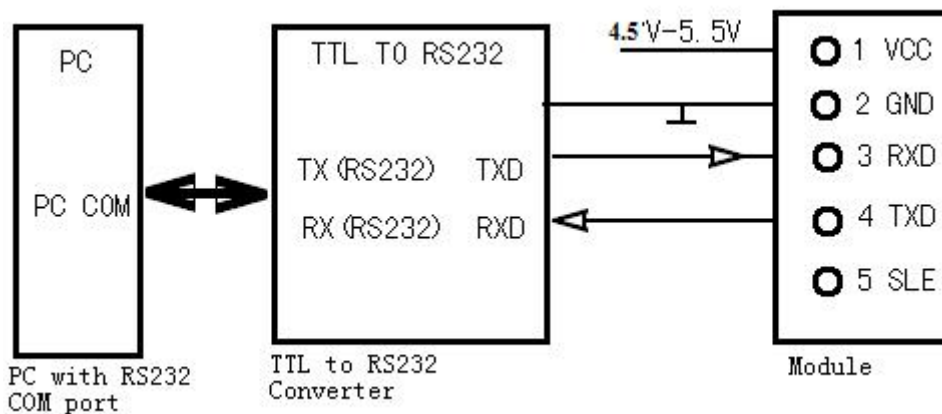 PC
PC COM
PC with RS232
COM port
TTL TO RS232
TX(RS232) TXD
RX(RS232) RXD
TTL to RS232
Converter
4.5'V-5.5V
1 VCC
2 GND
3 RXD
4 TXD
5 SLE
Module